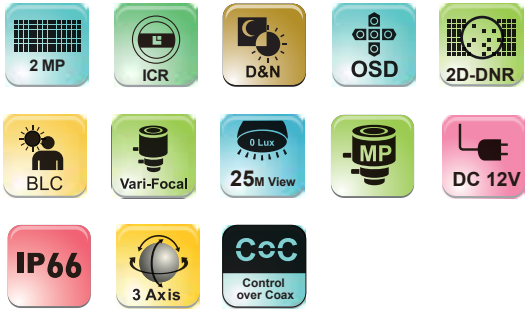 2 MP
ICR
D&N
OSD
2D-DNR
BLC
Vari-Focal
0 Lux
25M View
MP
DC 12V
IP66
3 Axis
CoC
Control
over Coax